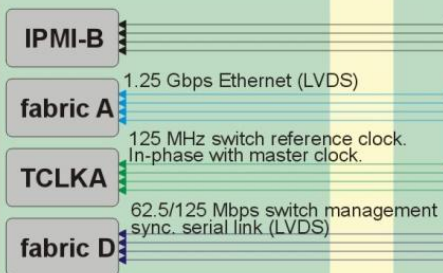 IPMI-B
1.25 Gbps Ethernet (LVDS)
fabric A
125 MHz switch reference clock.
In-phase with master clock.
TCLKA
62.5/125 Mbps switch management
sync. serial link (LVDS)
fabric D